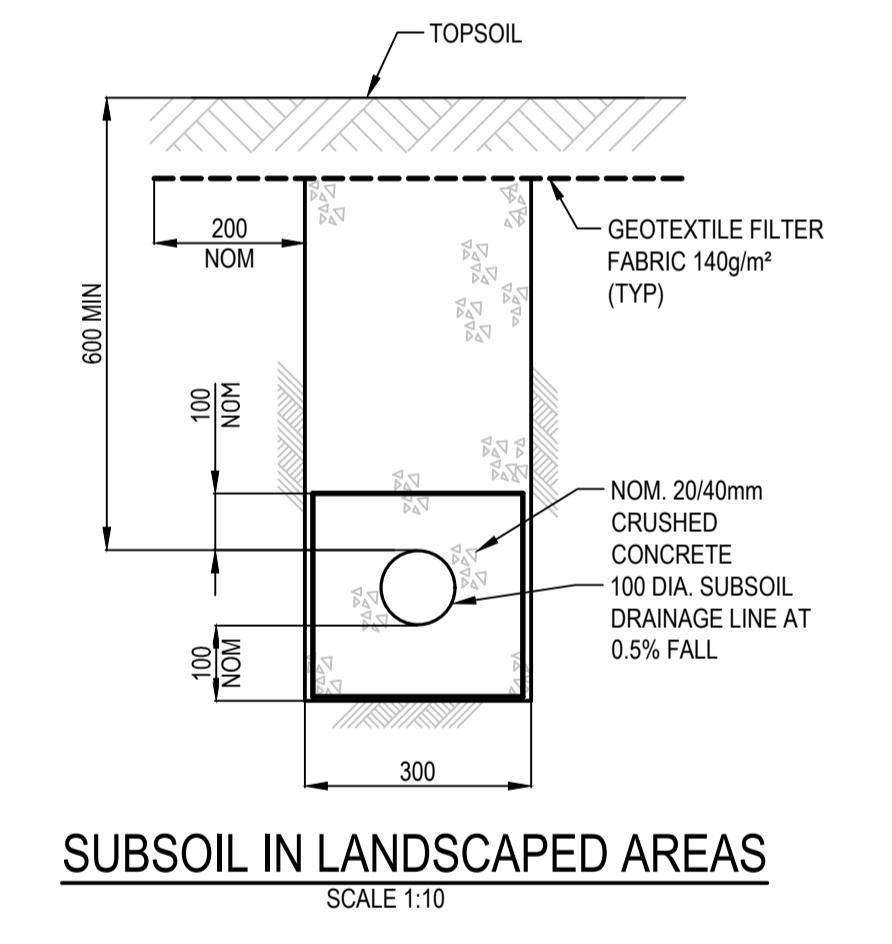 TOPSOIL
200
NOM
GEOTEXTILE FILTER
FABRIC 140g/m²
(TYP)
600 MIN
100
NOM
NOM. 20/40mm
CRUSHED
CONCRETE
100 DIA. SUBSOIL
DRAINAGE LINE AT
0.5% FALL
100
NOM
300
SUBSOIL IN LANDSCAPED AREAS
SCALE 1:10